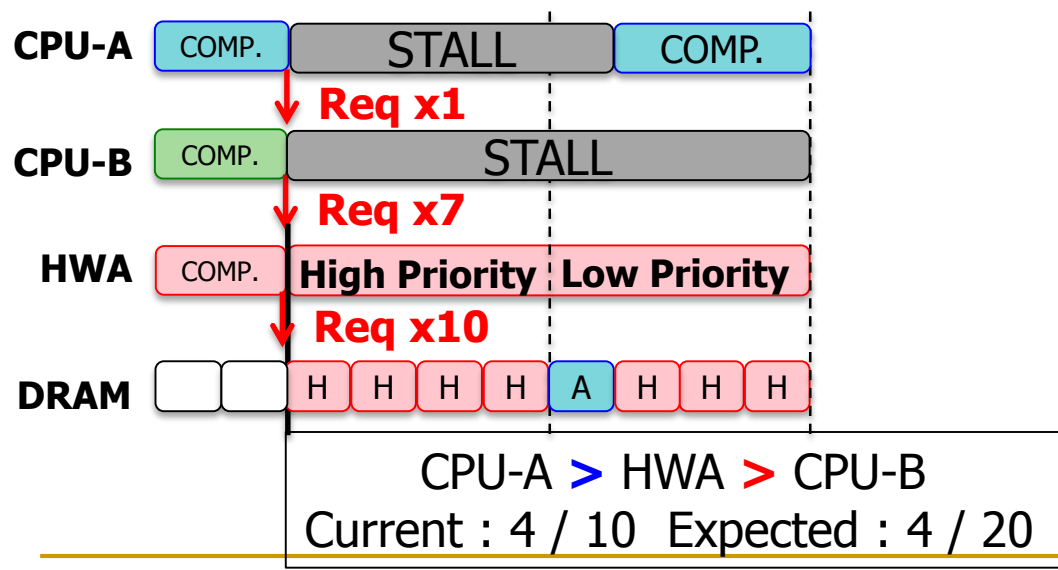 CPU-A COMP. STALL COMP.
Req x1
CPU-B COMP. STALL
Req x7
HWA COMP. High Priority Low Priority
Req x10
DRAM H H H H A H H H
CPU-A > HWA > CPU-B
Current : 4 / 10 Expected : 4 / 20